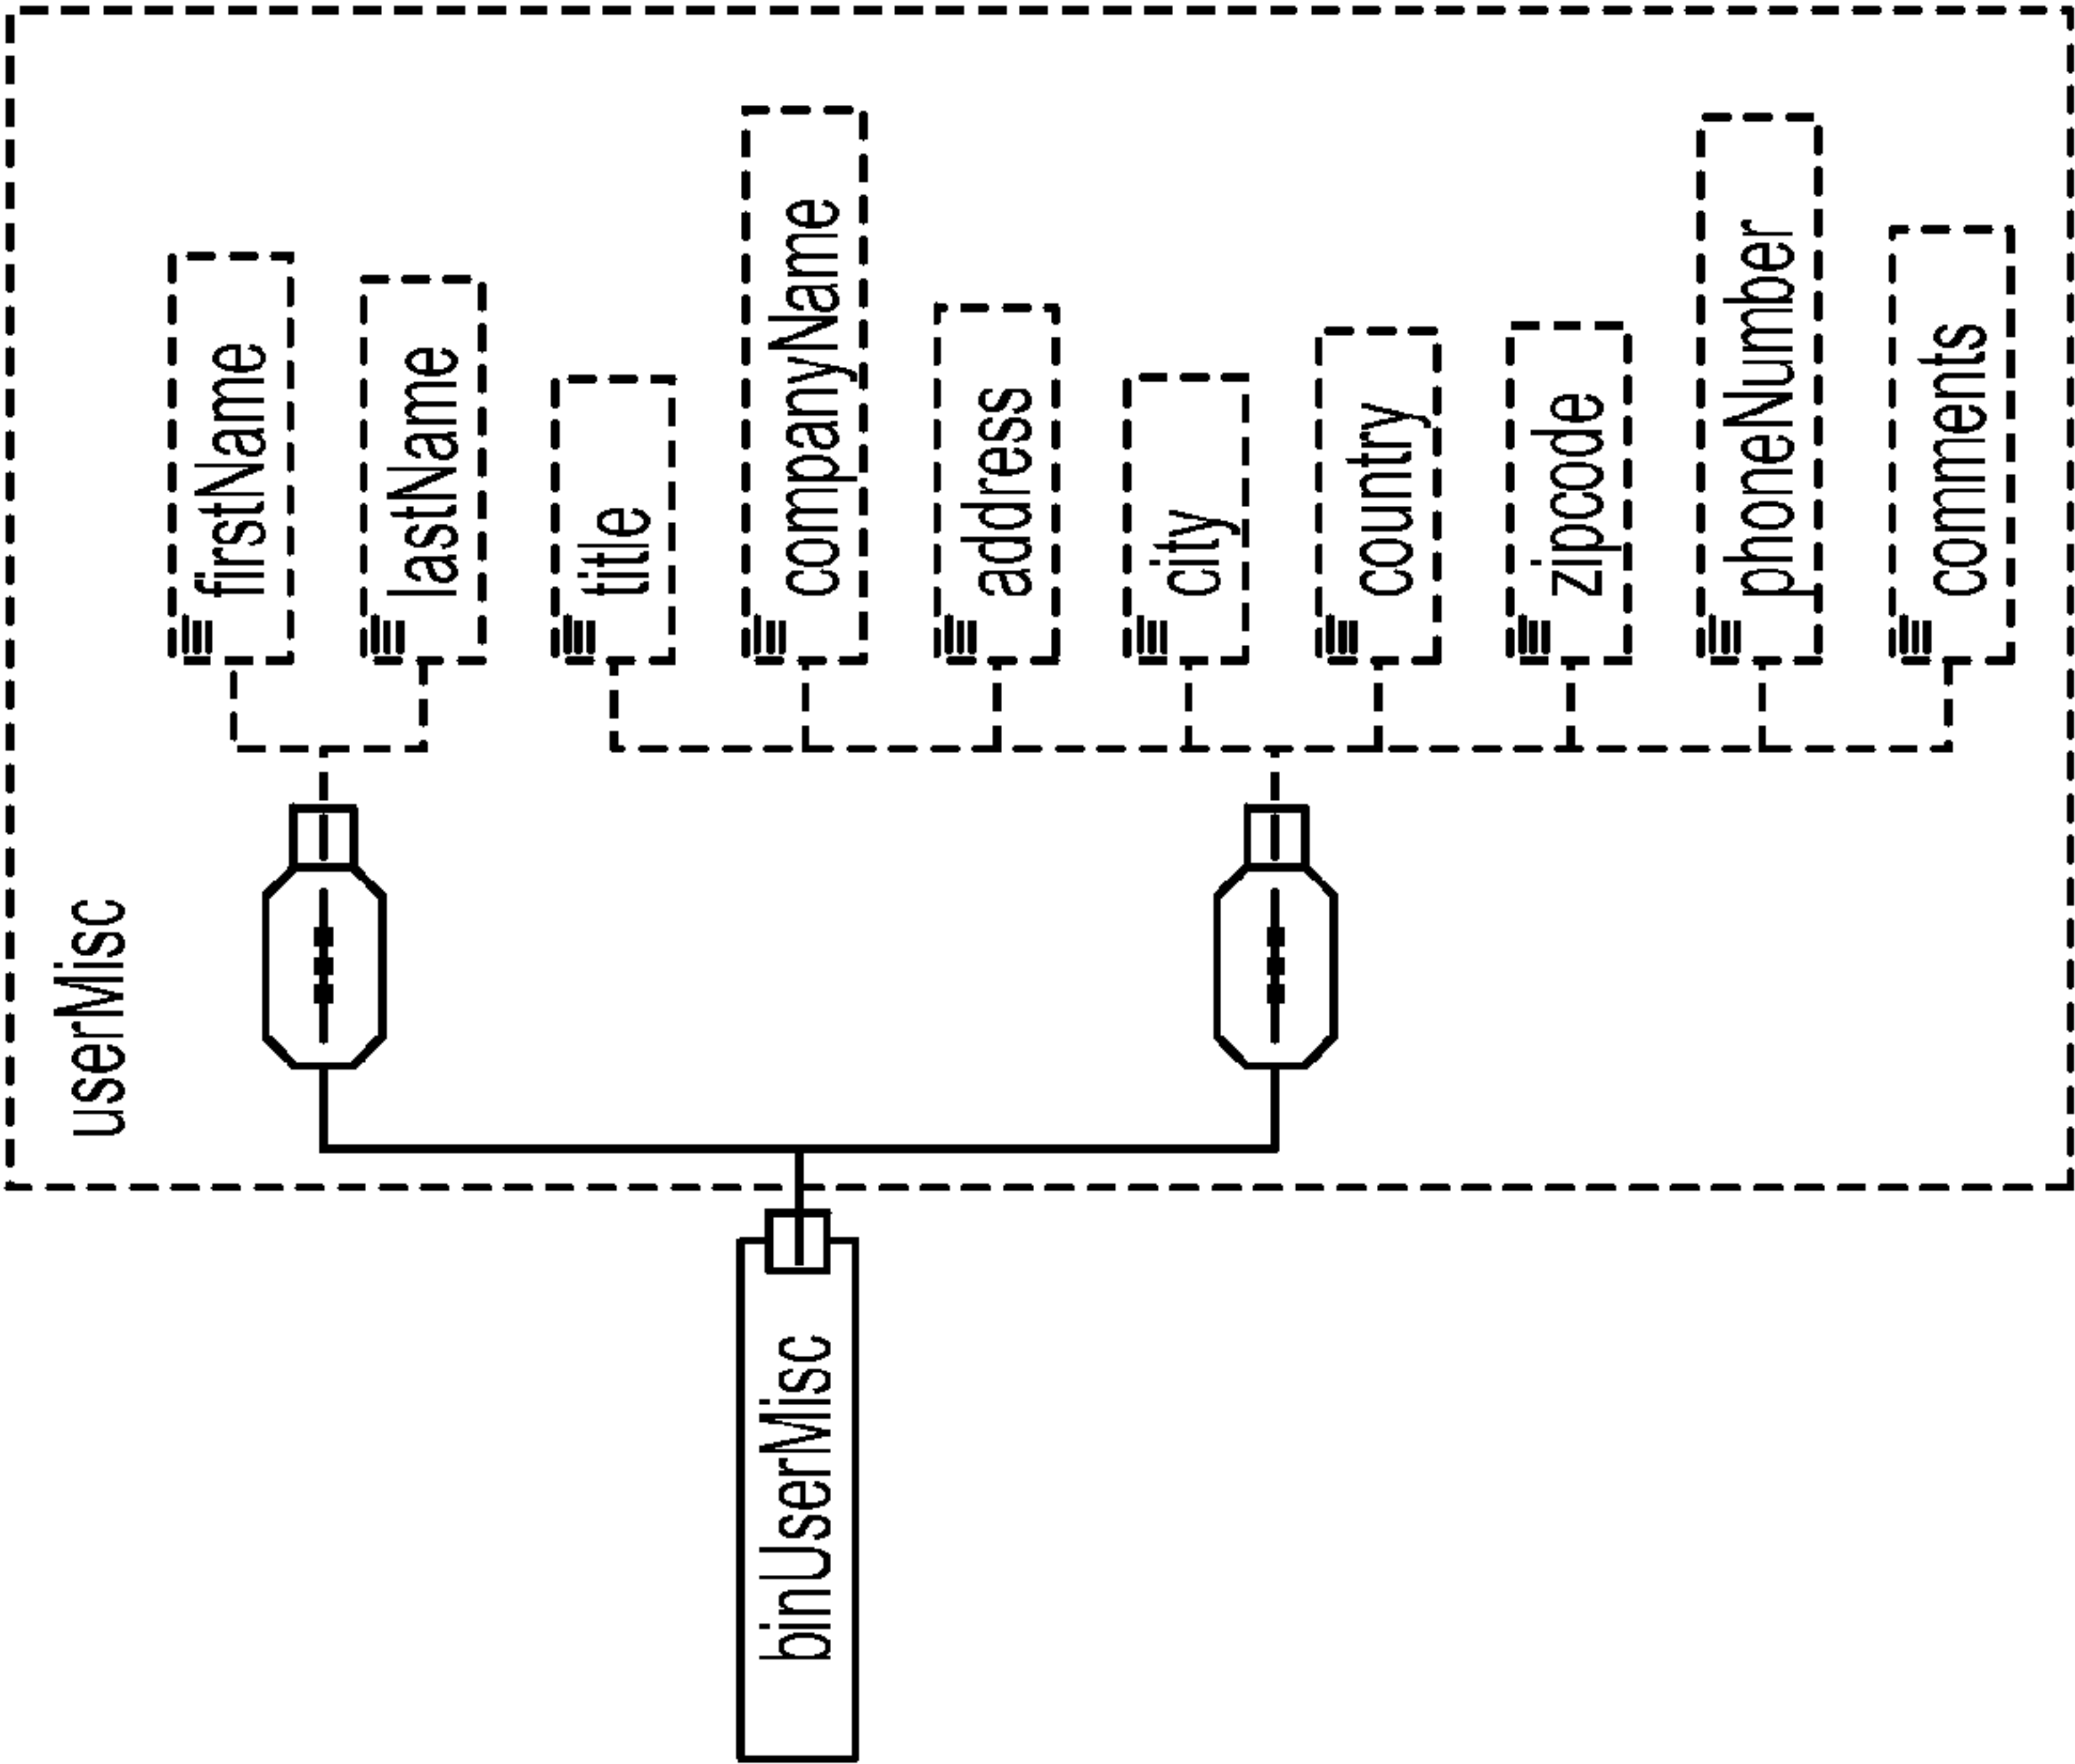 userMisc
firstName
lastName
title
binUserMisc
companyName
address
city
country
zipcode
phoneNumber
comments